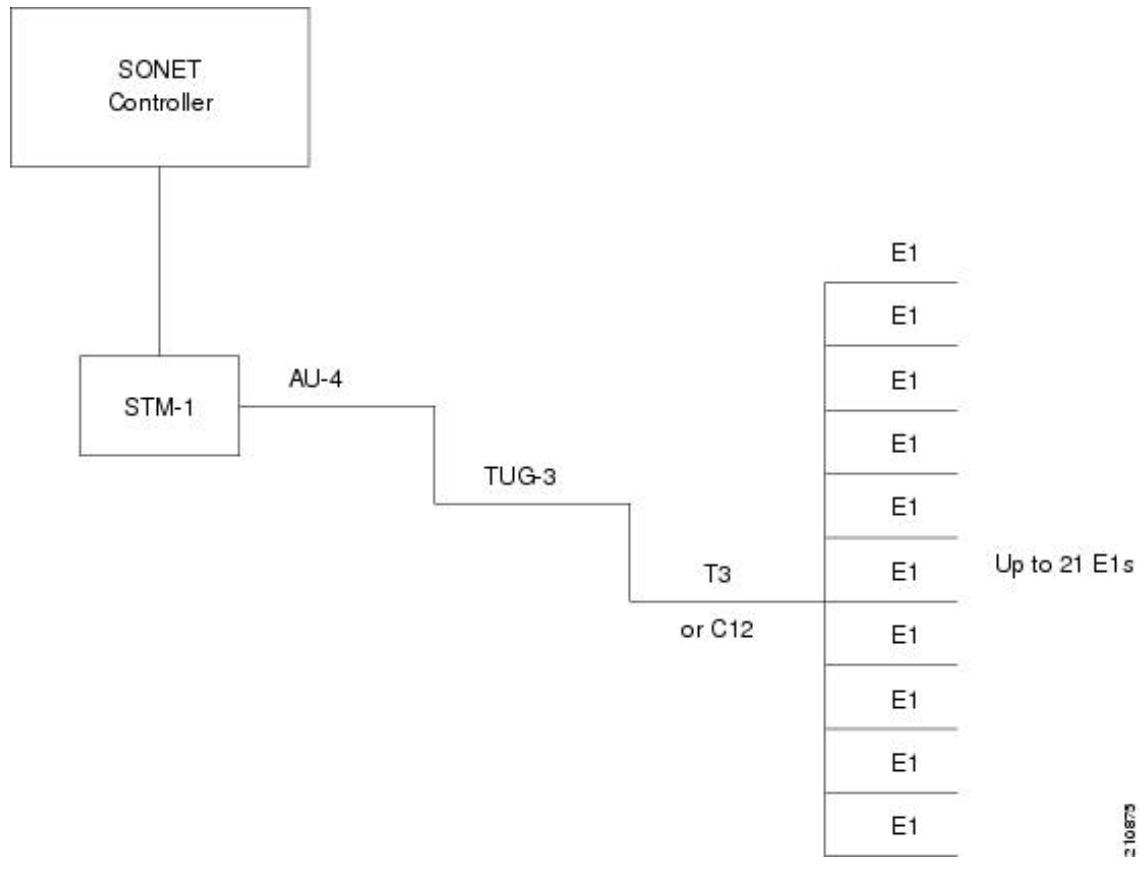 SONET
Controller
STM-1
AU-4
TUG-3
T3
or C12
E1
E1
E1
E1
E1
E1
E1
E1
E1
E1
Up to 21 E1s
210875